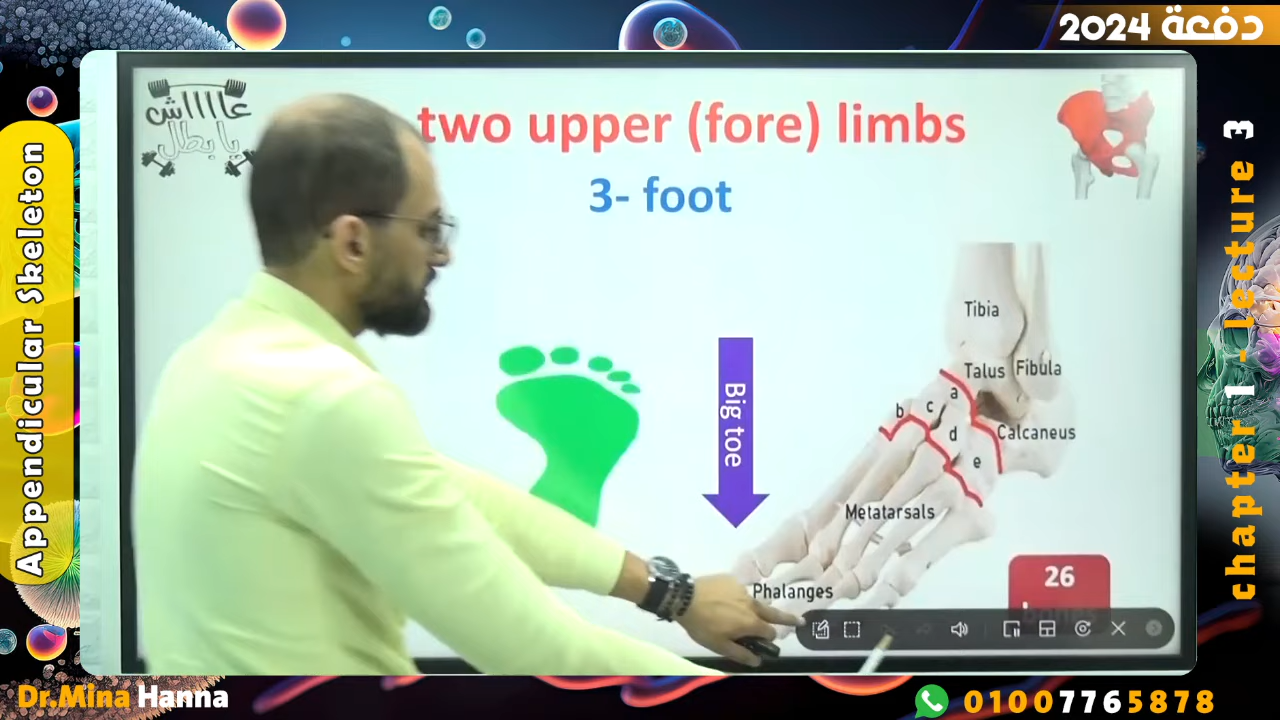 دفعة 2024
عااااش
يا بطل
two upper (fore) limbs
3- foot
Appendicular Skeleton
chapter 1 - lecture 3
Tibia
Talus
Fibula
a
b
c
d
e
Calcaneus
Big toe
Metatarsals
Phalanges
26
Dr.Mina Hanna
01007765878